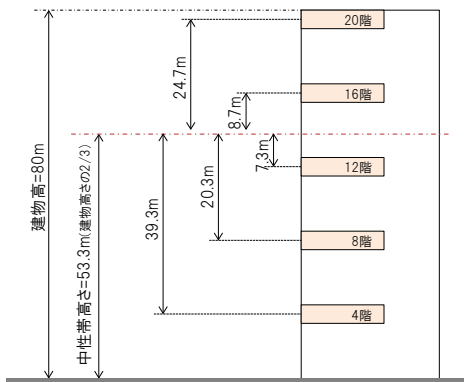 20階
24.7m
16階
8.7m
建物高=80m
中性帯高さ=53.3m(建物高さの2/3)
7.3m
12階
20.3m
39.3m
8階
4階